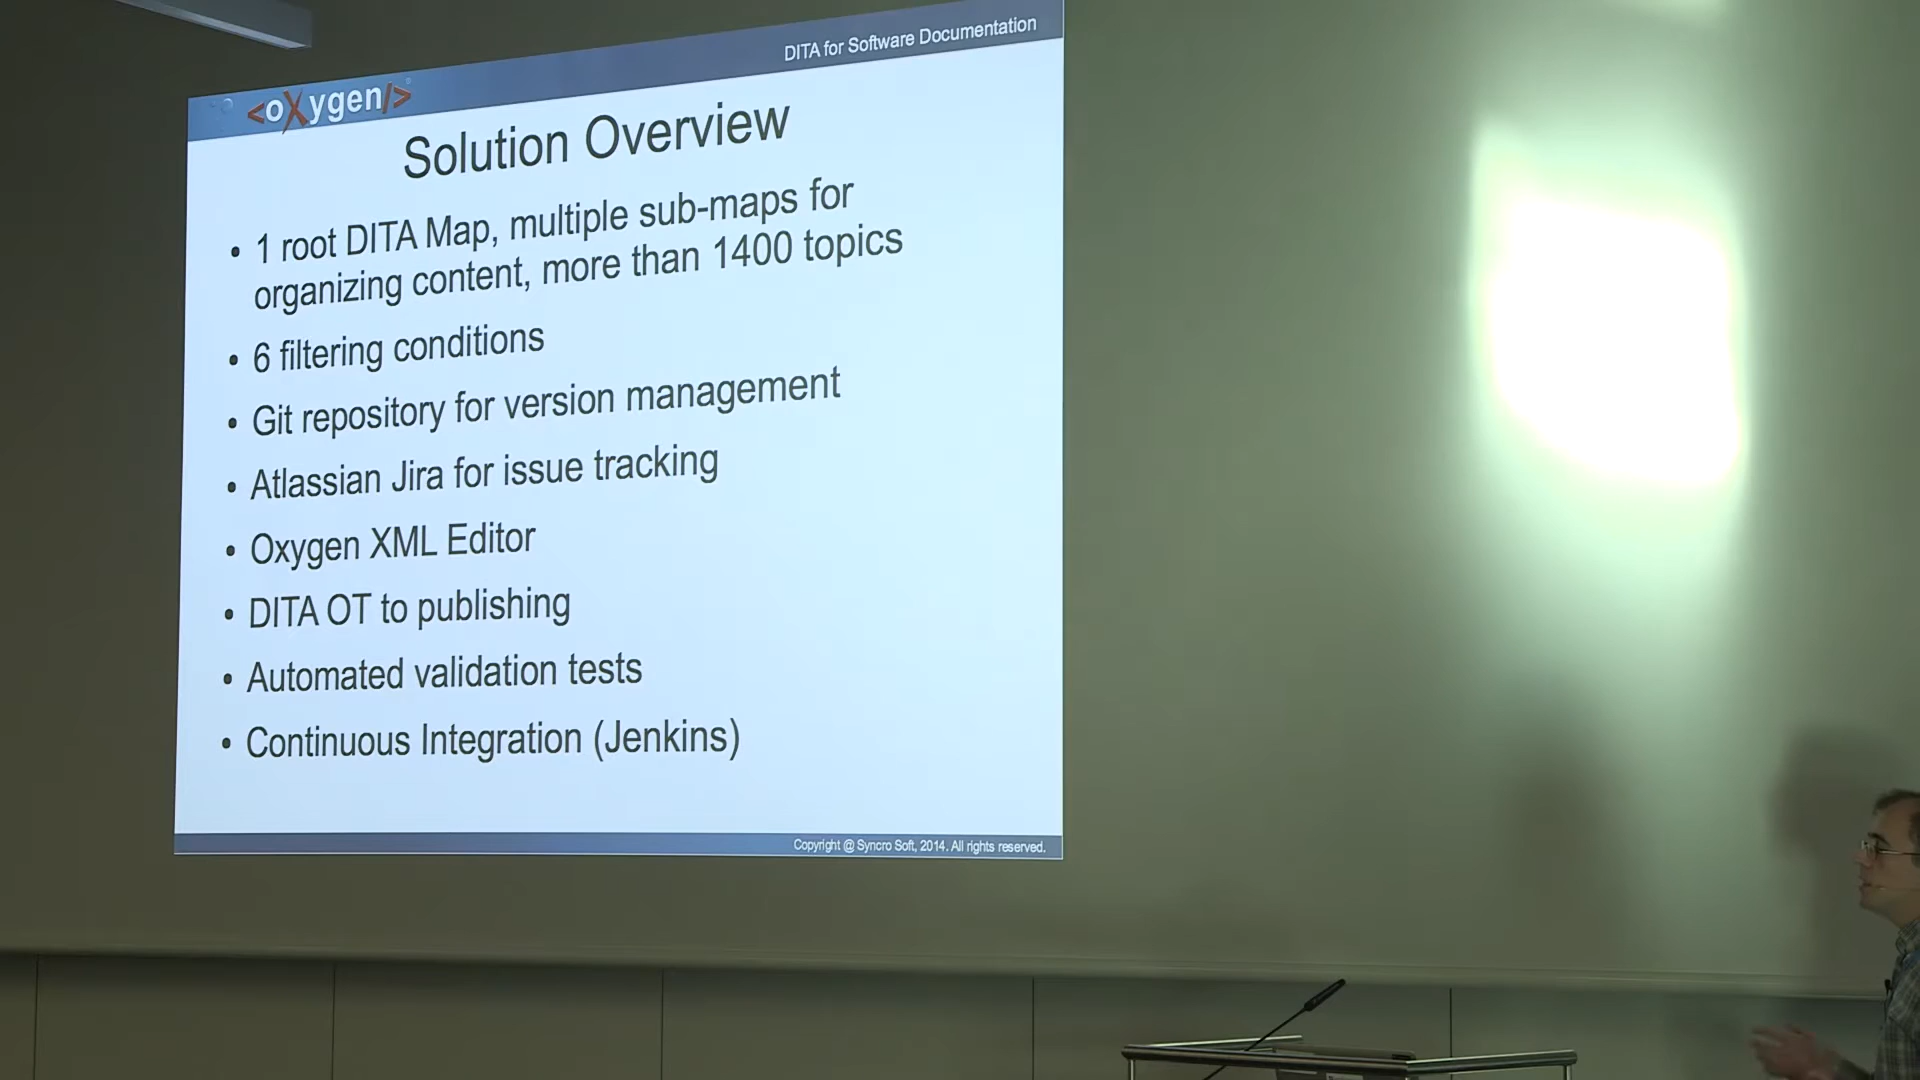 <oXygen/>
DITA for Software Documentation
Solution Overview
• 1 root DITA Map, multiple sub-maps for
organizing content, more than 1400 topics
• 6 filtering conditions
• Git repository for version management
• Atlassian Jira for issue tracking
• Oxygen XML Editor
• DITA OT to publishing
• Automated validation tests
• Continuous Integration (Jenkins)
Copyright @ Syncro Soft, 2014. All rights reserved.